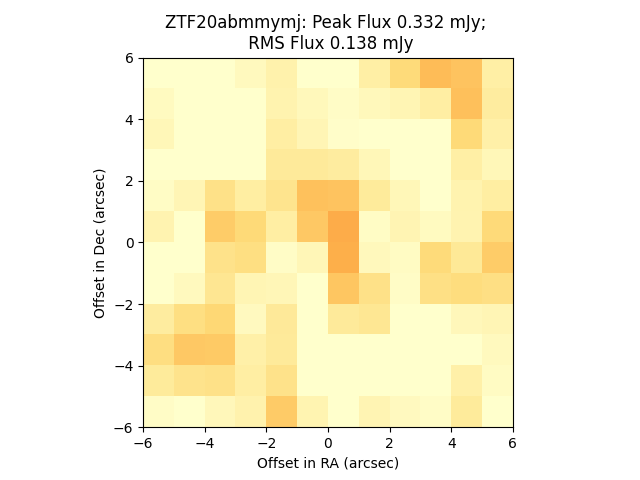 ZTF20abmmymj: Peak Flux 0.332 mJy;
RMS Flux 0.138 mJy
6
4
2
0
−2
−4
−6
Offset in Dec (arcsec)
−6 −4 −2 0 2 4 6
Offset in RA (arcsec)